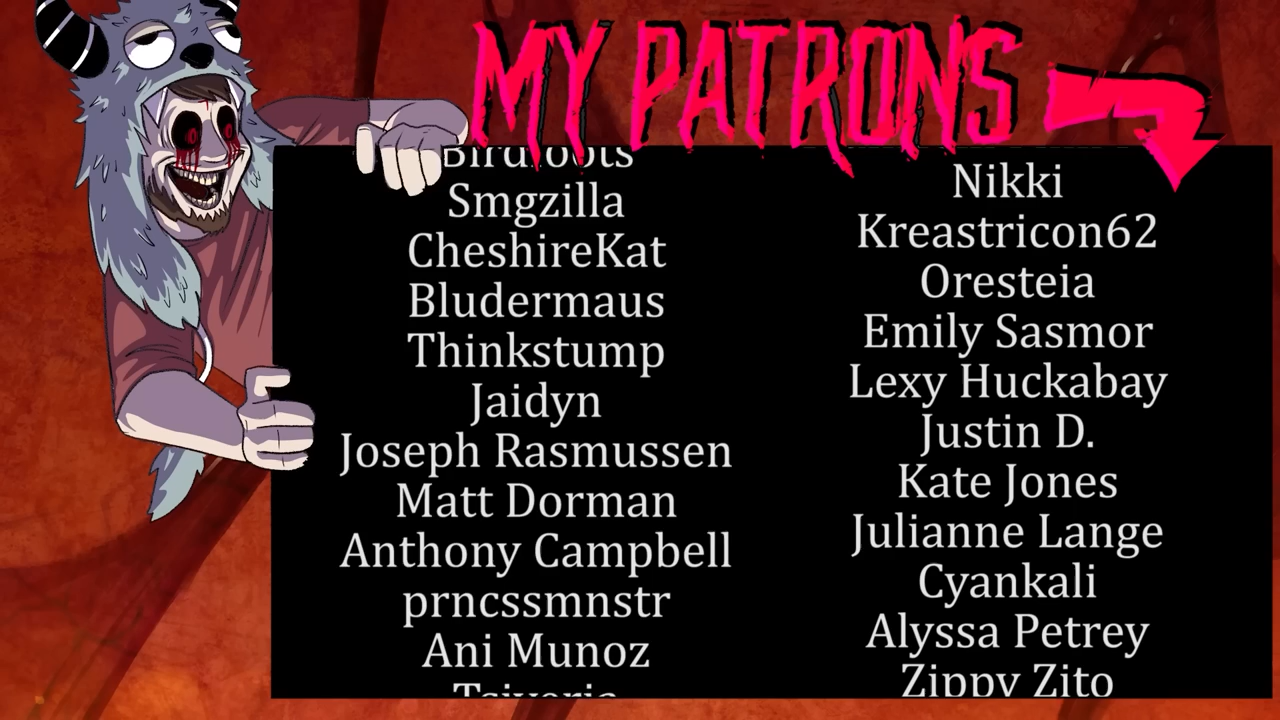 MY PATRONS
Smgzilla
CheshireKat
Bludermaus
Thinkstump
Jaidyn
Joseph Rasmussen
Matt Dorman
Anthony Campbell
prncssmnstr
Ani Munoz
Nikki
Kreastricon62
Oresteia
Emily Sasmor
Lexy Huckabay
Justin D.
Kate Jones
Julianne Lange
Cyankali
Alyssa Petrey
Zippy Zito